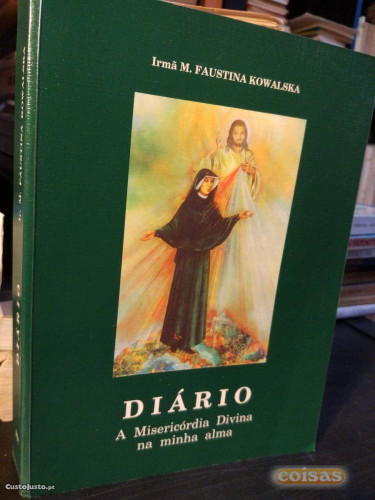 Irmã M. FAUSTINA KOWALSKA
DIÁRIO
A Misericórdia Divina
na minha alma
CustoJusto.pt
coisas